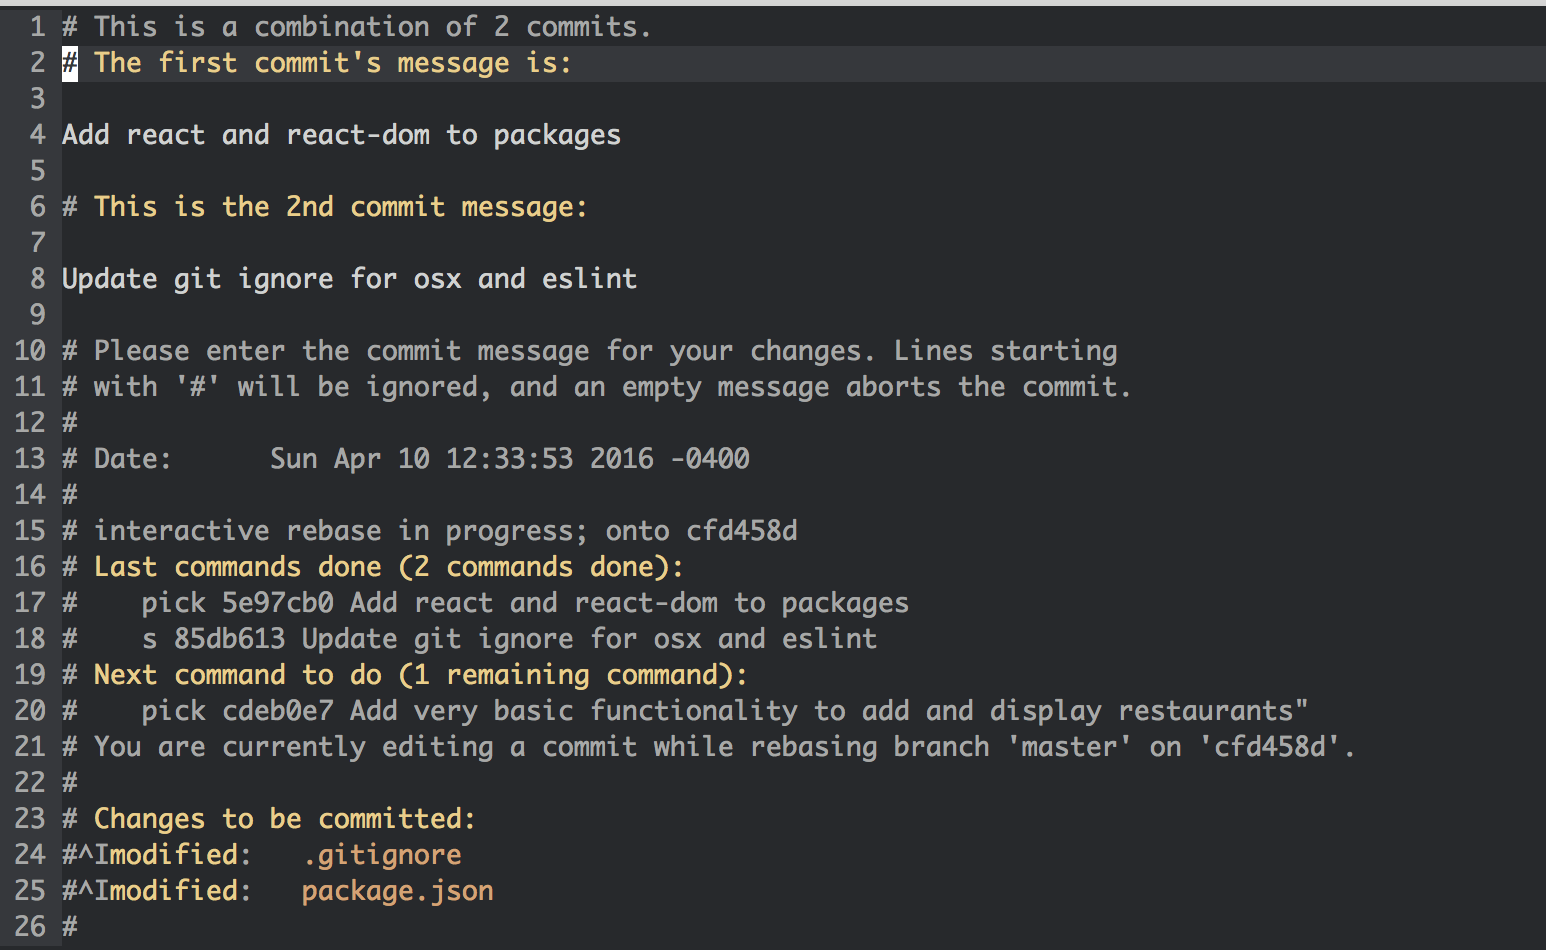 1 # This is a combination of 2 commits.
2 # The first commit's message is:
3
4 Add react and react-dom to packages
5
6 # This is the 2nd commit message:
7
8 Update git ignore for osx and eslint
9
10 # Please enter the commit message for your changes. Lines starting
11 # with '#' will be ignored, and an empty message aborts the commit.
12 #
13 # Date:      Sun Apr 10 12:33:53 2016 -0400
14 #
15 # interactive rebase in progress; onto cfd458d
16 # Last commands done (2 commands done):
17 #    pick 5e97cb0 Add react and react-dom to packages
18 #    s 85db613 Update git ignore for osx and eslint
19 # Next command to do (1 remaining command):
20 #    pick cdeb0e7 Add very basic functionality to add and display restaurants"
21 # You are currently editing a commit while rebasing branch 'master' on 'cfd458d'.
22 #
23 # Changes to be committed:
24 #^Imodified:   .gitignore
25 #^Imodified:   package.json
26 #